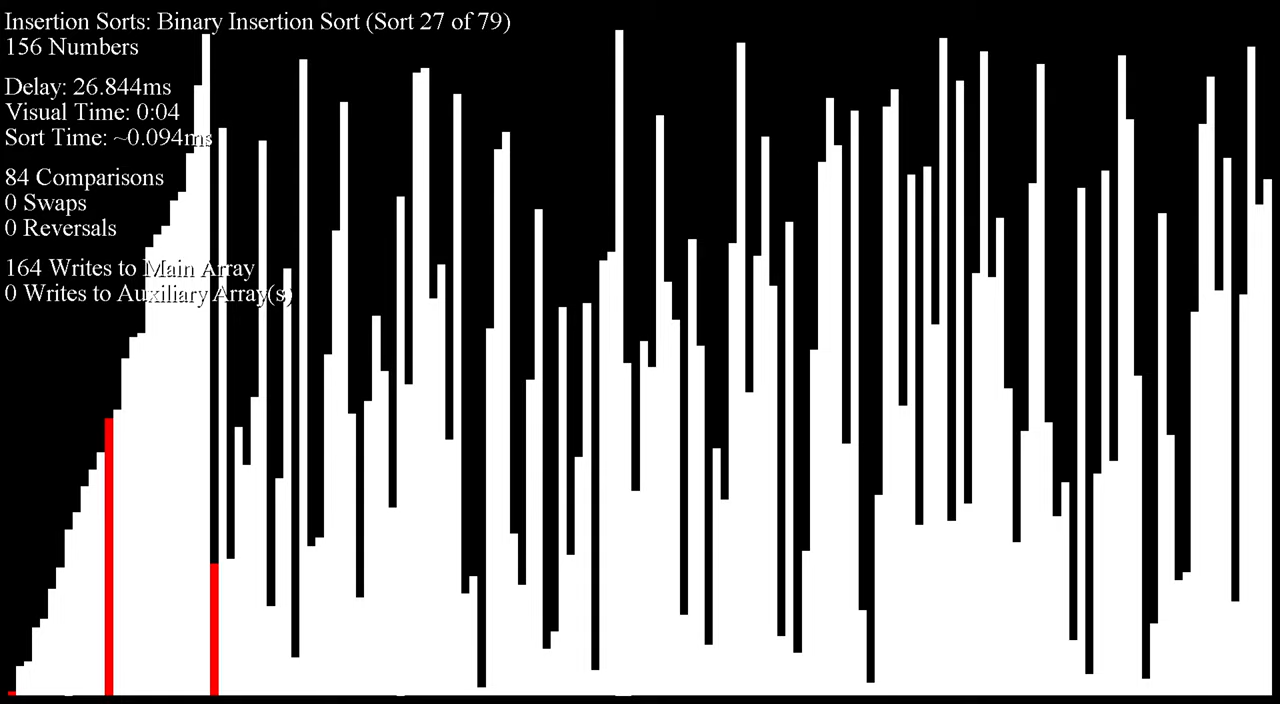 Insertion Sorts: Binary Insertion Sort (Sort 27 of 79)
156 Numbers
Delay: 26.844ms
Visual Time: 0:04
Sort Time: ~0.094ms
84 Comparisons
0 Swaps
0 Reversals
164 Writes to Main Array
0 Writes to Auxiliary Array(s)